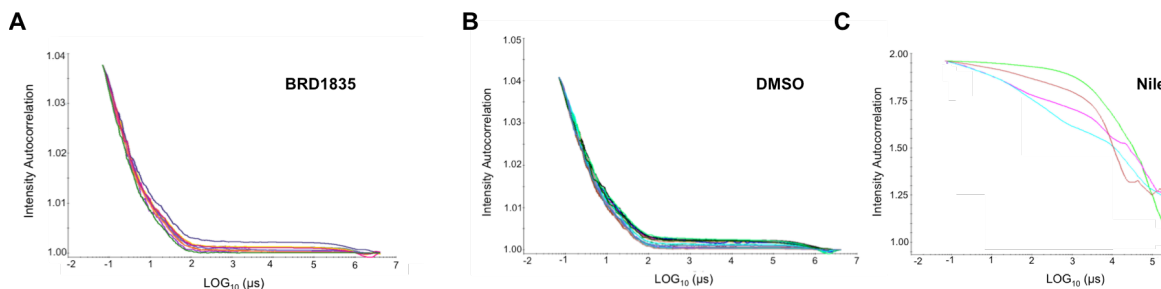 A
BRD1835
Intensity Autocorrelation
1.04
1.03
1.02
1.01
1.00
-2 -1 1 2 3 4 5 6 7
LOG10 (µs)
B
DMSO
Intensity Autocorrelation
1.05
1.04
1.03
1.02
1.01
1.00
-2 -1 1 2 3 4 5 6 7
LOG10 (µs)
C
Nile
Intensity Autocorrelation
2.00
1.75
1.50
1.25
1.00
-2 -1 1 2 3 4 5
LOG10 (µs)